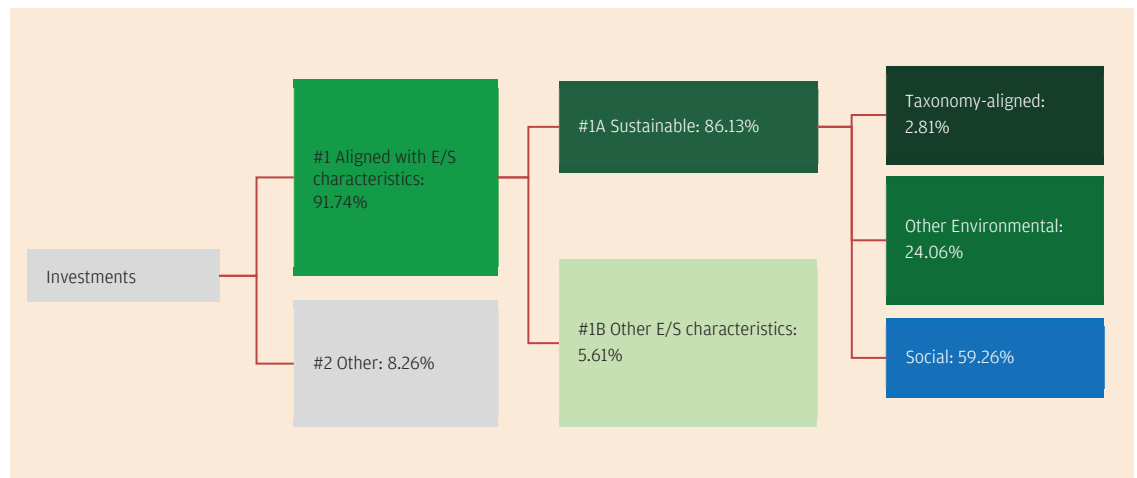 Investments
#1 Aligned with E/S
characteristics:
91.74%
#2 Other: 8.26%
#1A Sustainable: 86.13%
#1B Other E/S characteristics:
5.61%
Taxonomy-aligned:
2.81%
Other Environmental:
24.06%
Social: 59.26%